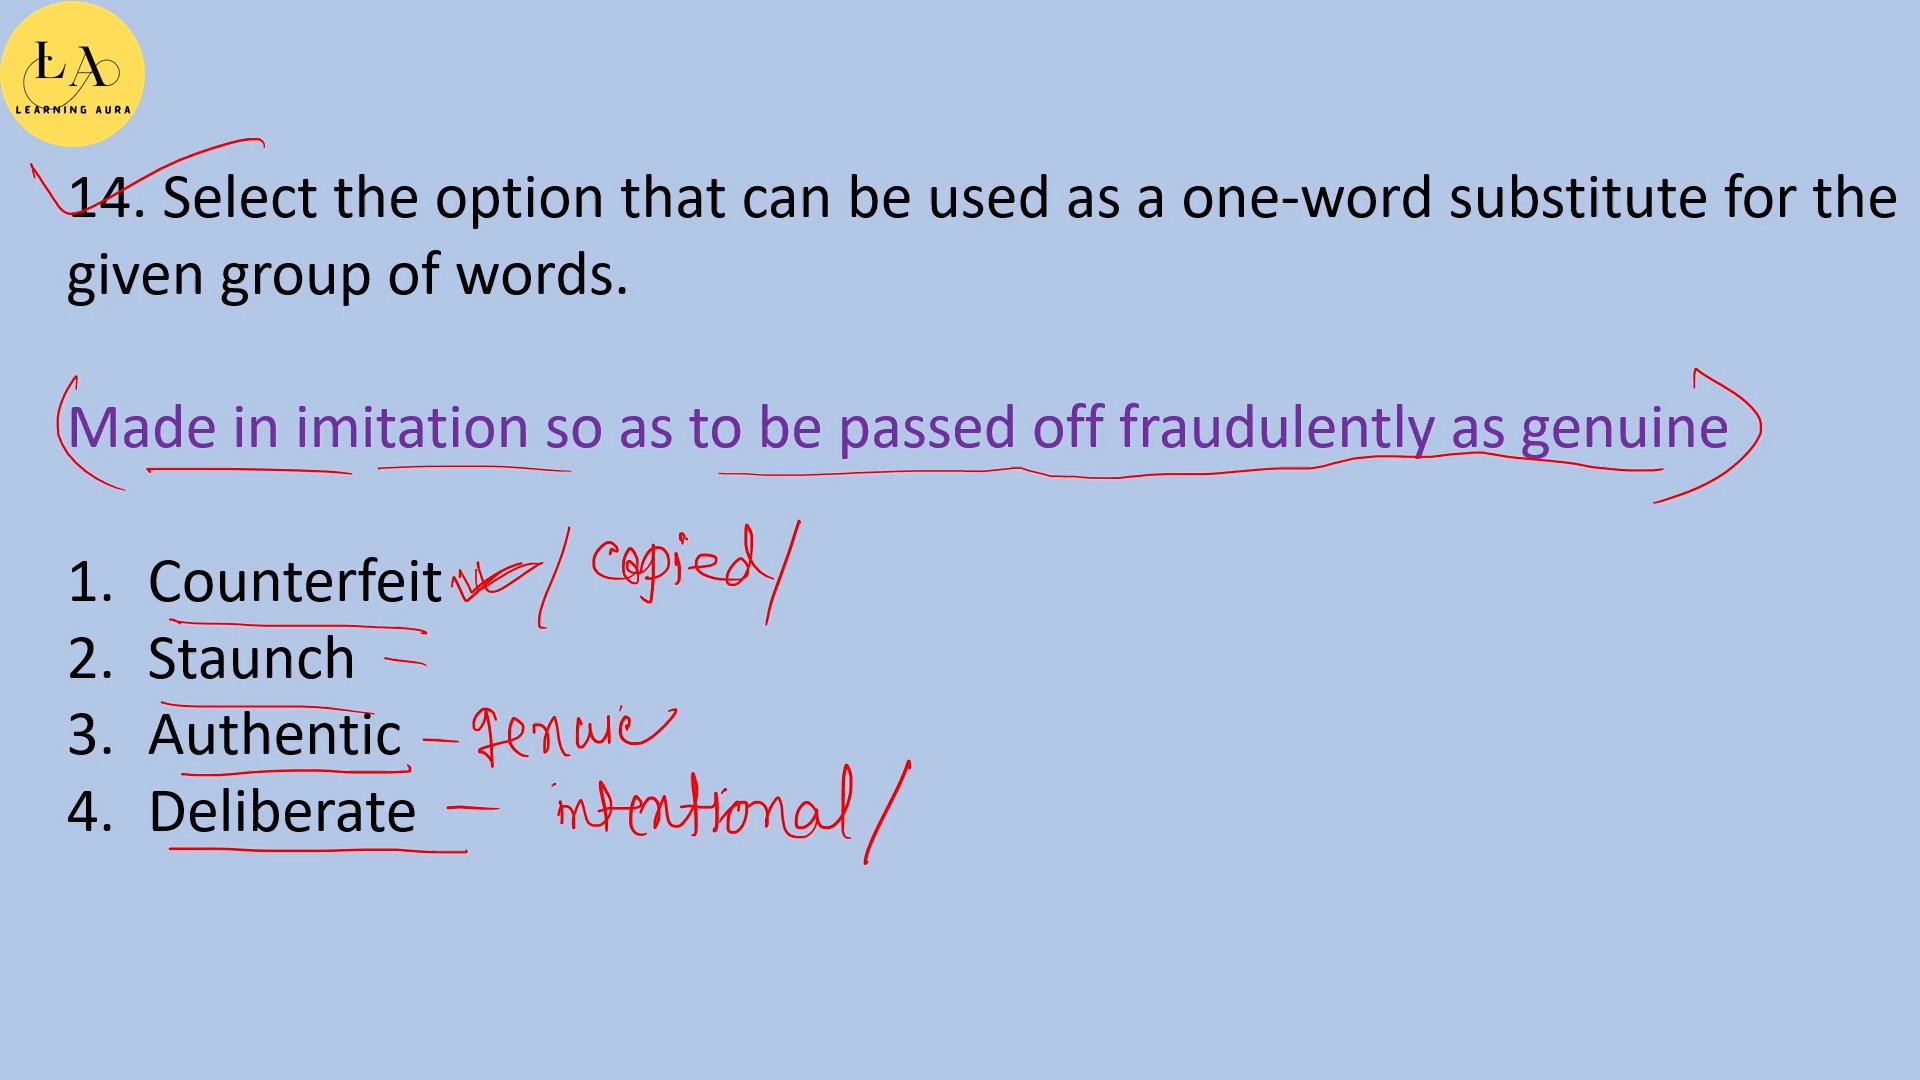 LA
LEARNING AURA
14. Select the option that can be used as a one-word substitute for the
given group of words.
Made in imitation so as to be passed off fraudulently as genuine
1. Counterfeit / copied /
2. Staunch –
3. Authentic – genuie
4. Deliberate – intentional /